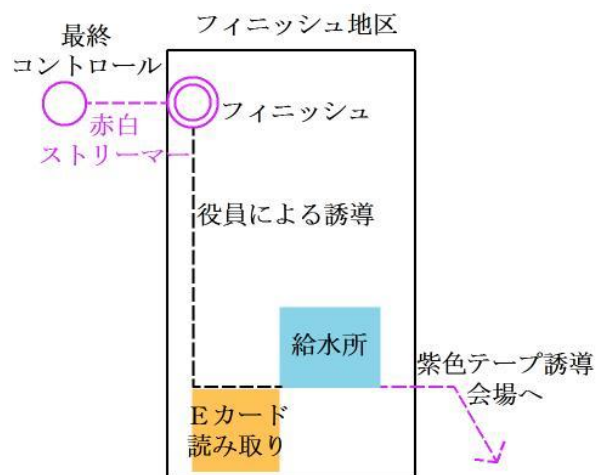 フィニッシュ地区
最終
コントロール
フィニッシュ
赤白
ストリーマー
役員による誘導
給水所
紫色テープ誘導
会場へ
Ｅカード
読み取り